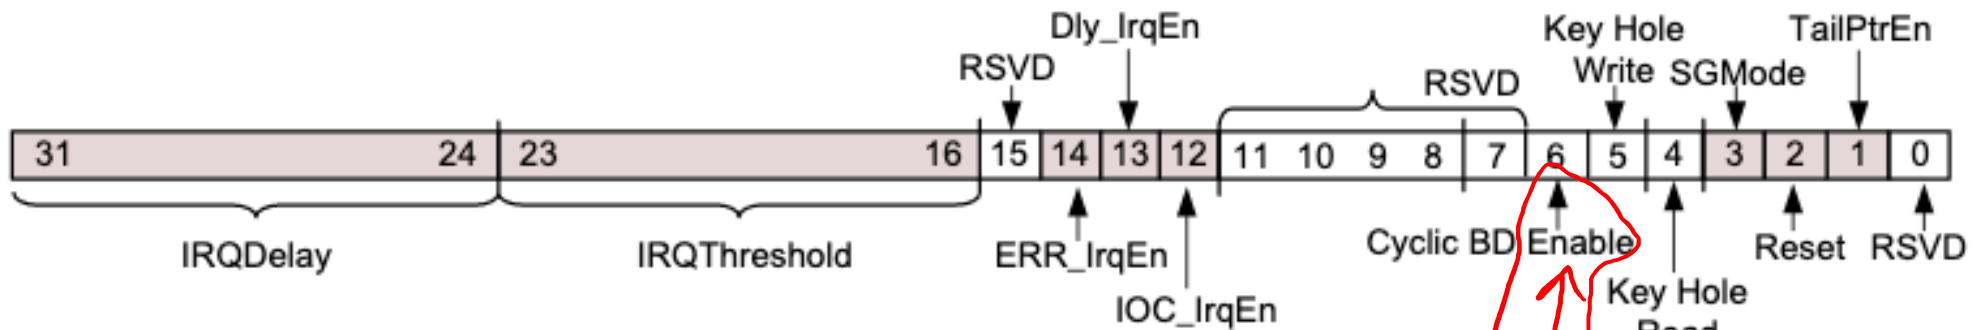 Dly_IrqEn
Key Hole
Write
TailPtrEn
RSVD
RSVD
SGMode
31 24 23 16 15 14 13 12 11 10 9 8 7 6 5 4 3 2 1 0
IRQDelay
IRQThreshold
ERR_IrqEn
Cyclic BD Enable
Reset
RSVD
IOC_IrqEn
Key Hole
Read